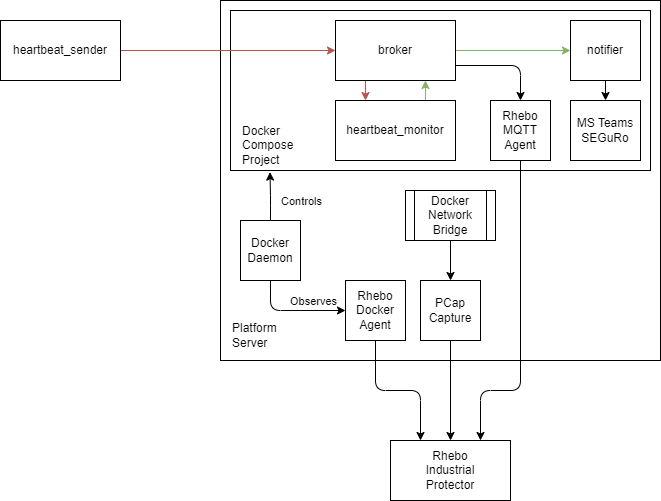 heartbeat_sender
broker
notifier
heartbeat_monitor
Rhebo
MQTT
Agent
MS Teams
SEGuRo
Docker
Compose
Project
Controls
Docker
Network
Bridge
Docker
Daemon
Observes
Rhebo
Docker
Agent
PCap
Capture
Platform
Server
Rhebo
Industrial
Protector